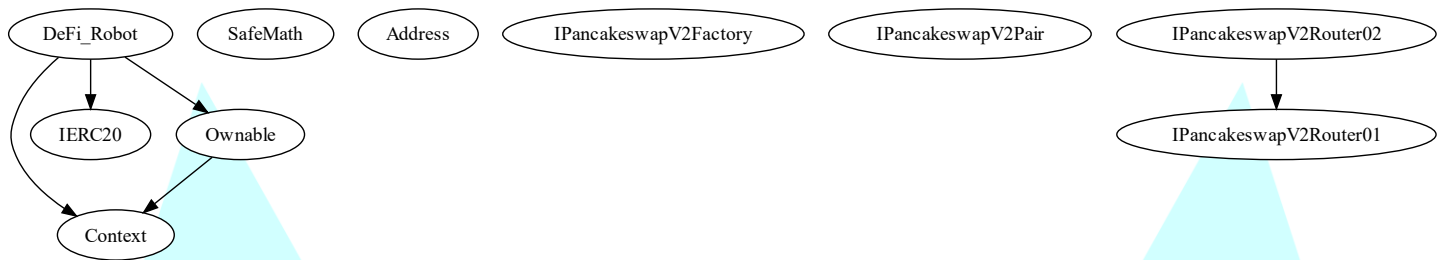 DeFi_Robot
SafeMath
Address
IPancakeswapV2Factory
IPancakeswapV2Pair
IPancakeswapV2Router02
IERC20
Ownable
IPancakeswapV2Router01
Context